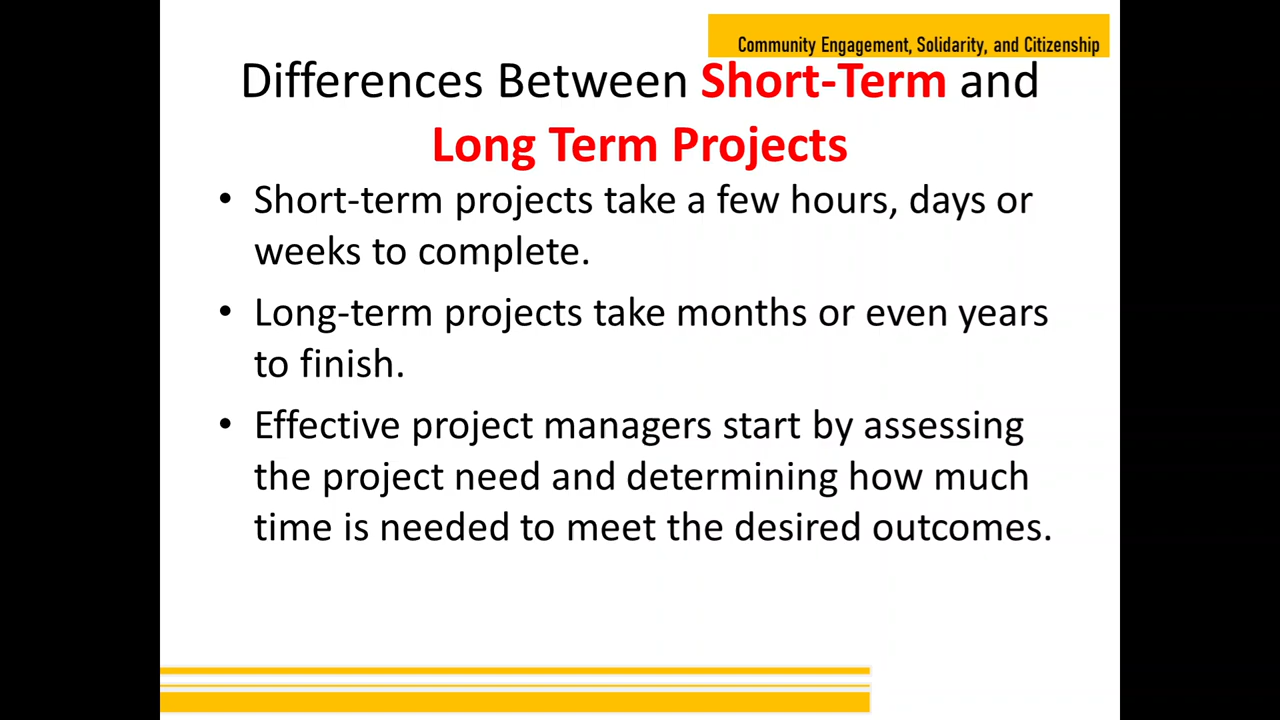 Community Engagement, Solidarity, and Citizenship
Differences Between Short-Term and
Long Term Projects
• Short-term projects take a few hours, days or
weeks to complete.
• Long-term projects take months or even years
to finish.
• Effective project managers start by assessing
the project need and determining how much
time is needed to meet the desired outcomes.